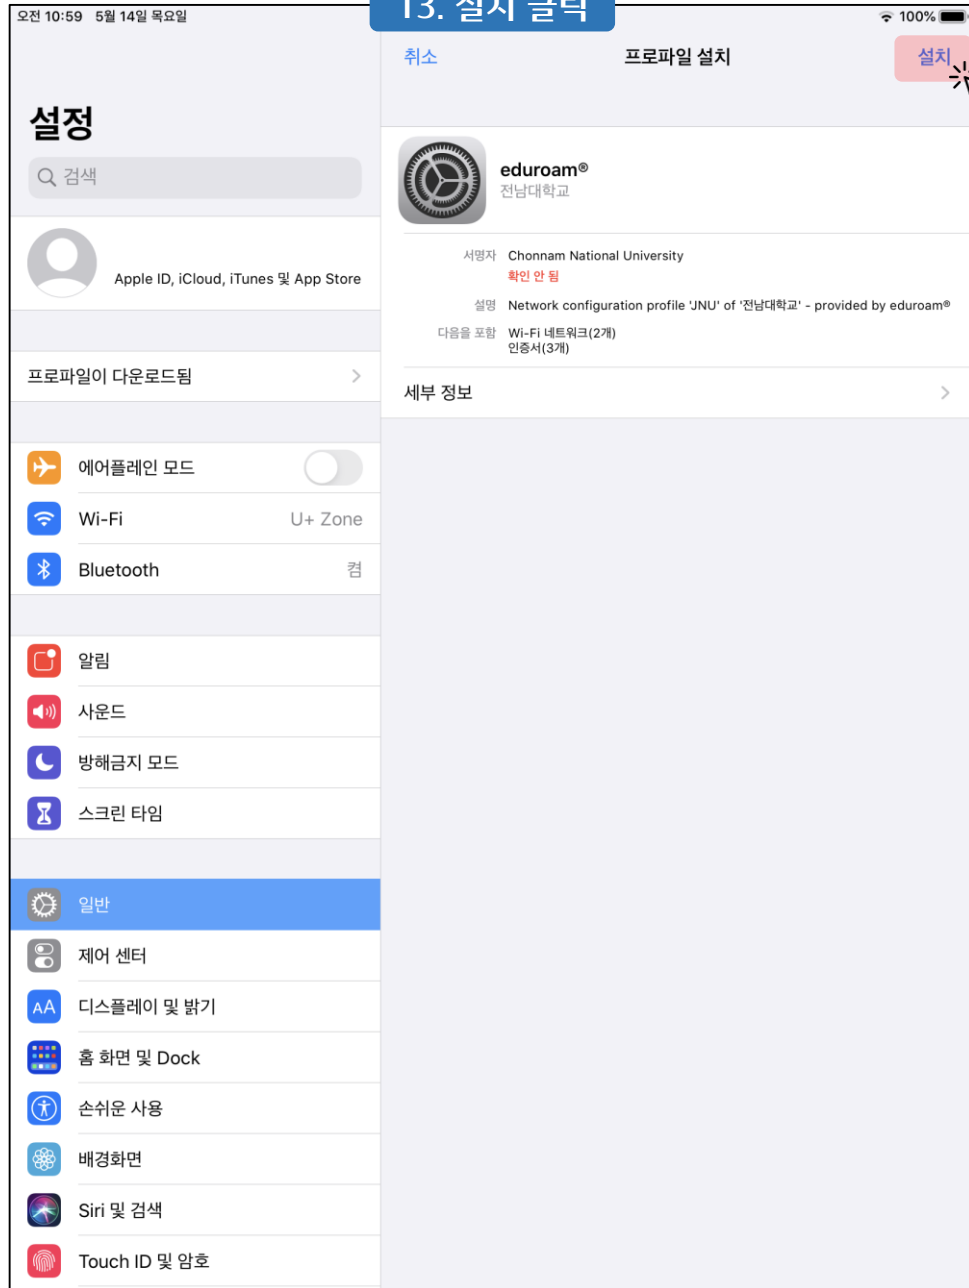 오전 10:59 5월 14일 목요일
13. 설치 클릭
100%
취소
프로파일 설치
설치
설정
검색
eduroam®
전남대학교
Apple ID, iCloud, iTunes 및 App Store
서명자 Chonnam National University
확인 안 됨
설명 Network configuration profile 'JNU' of '전남대학교' - provided by eduroam®
다음을 포함 Wi-Fi 네트워크(2개)
인증서(3개)
프로파일이 다운로드됨
세부 정보
에어플레인 모드
Wi-Fi U+ Zone
Bluetooth 켬
알림
사운드
방해금지 모드
스크린 타임
일반
제어 센터
AA 디스플레이 및 밝기
홈 화면 및 Dock
손쉬운 사용
배경화면
Siri 및 검색
Touch ID 및 암호